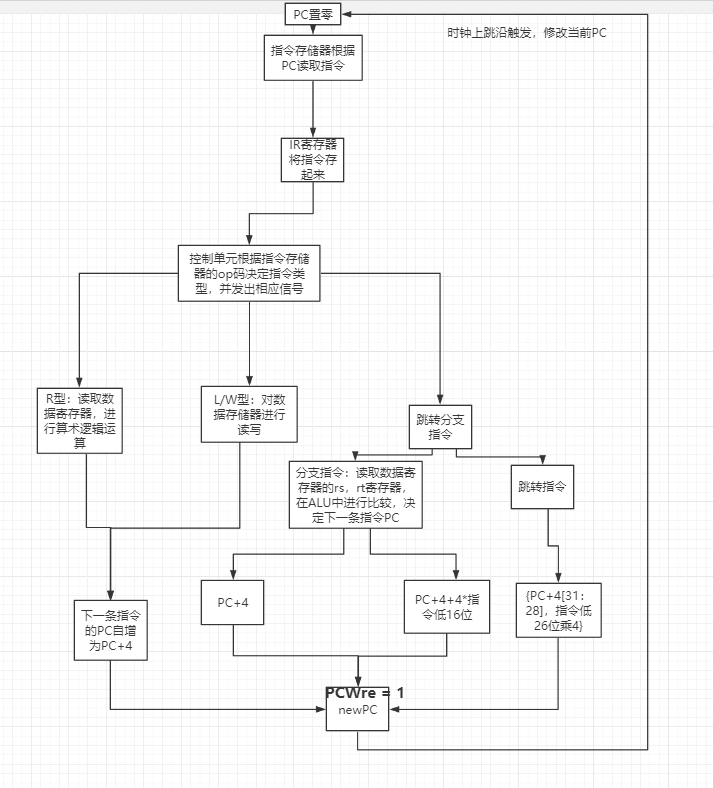 PC置零
时钟上跳沿触发，修改当前PC
指令存储器根据
PC读取指令
IR寄存器
将指令存
起来
控制单元根据指令存储
器的op码决定指令类
型，并发出相应信号
R型：读取数
据寄存器，进
行算术逻辑运
算
L/W型：对数
据存储器进行
读写
跳转分支
指令
分支指令：读取数据寄
存器的rs，rt寄存器，
在ALU中进行比较，决
定下一条指令PC
跳转指令
下一条指令
的PC自增
为PC+4
PC+4
PC+4+4*指
令低16位
{PC+4[31：
28]，指令低
26位乘4}
PCWre = 1
newPC